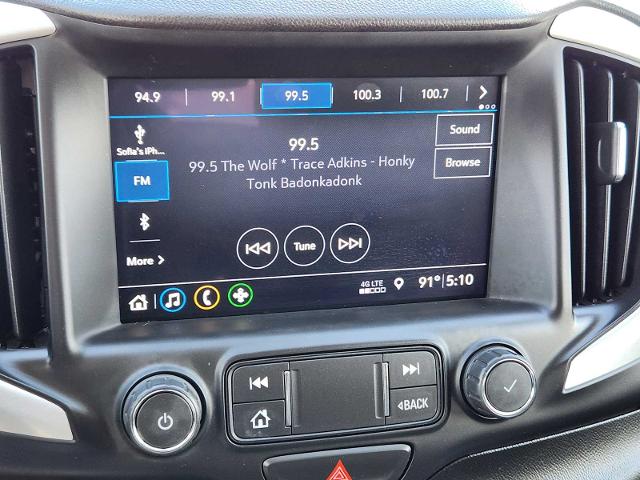 94.9 99.1 99.5 100.3 100.7
Sofia's iPh...
99.5
Sound
99.5 The Wolf * Trace Adkins - Honky
Tonk Badonkadonk
Browse
FM
Tune
More >
4G LTE
91° 5:10
BACK